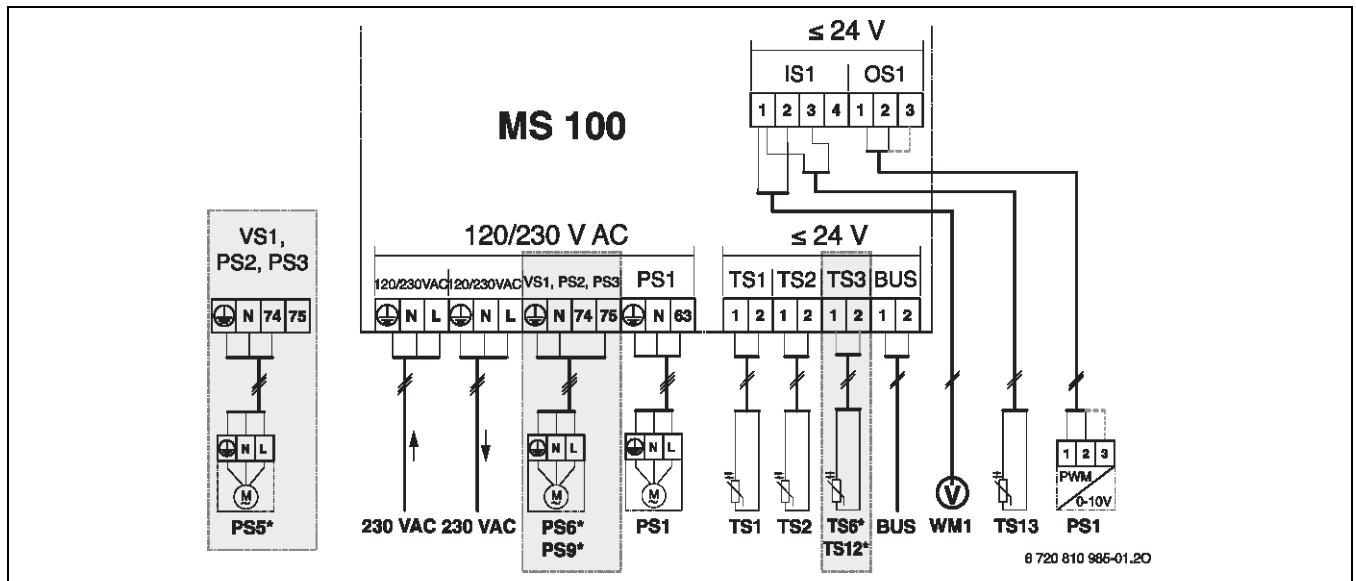 ≤ 24 V
IS1 OS1
1 2 3 4 1 2 3
MS 100
VS1,
PS2, PS3
120/230 V AC ≤ 24 V
120/230VAC 120/230VAC VS1, PS2, PS3 PS1 TS1 TS2 TS3 BUS
N 74 75 N L N L N 74 75 N 63 1 2 1 2 1 2 1 2
N L N L N L 1 2 3
M M M PWM
0-10V
V
PS5* 230 VAC 230 VAC PS6* PS1 TS1 TS2 TS6* BUS WM1 TS13 PS1
PS9* TS12*
6 720 810 985-01.2O